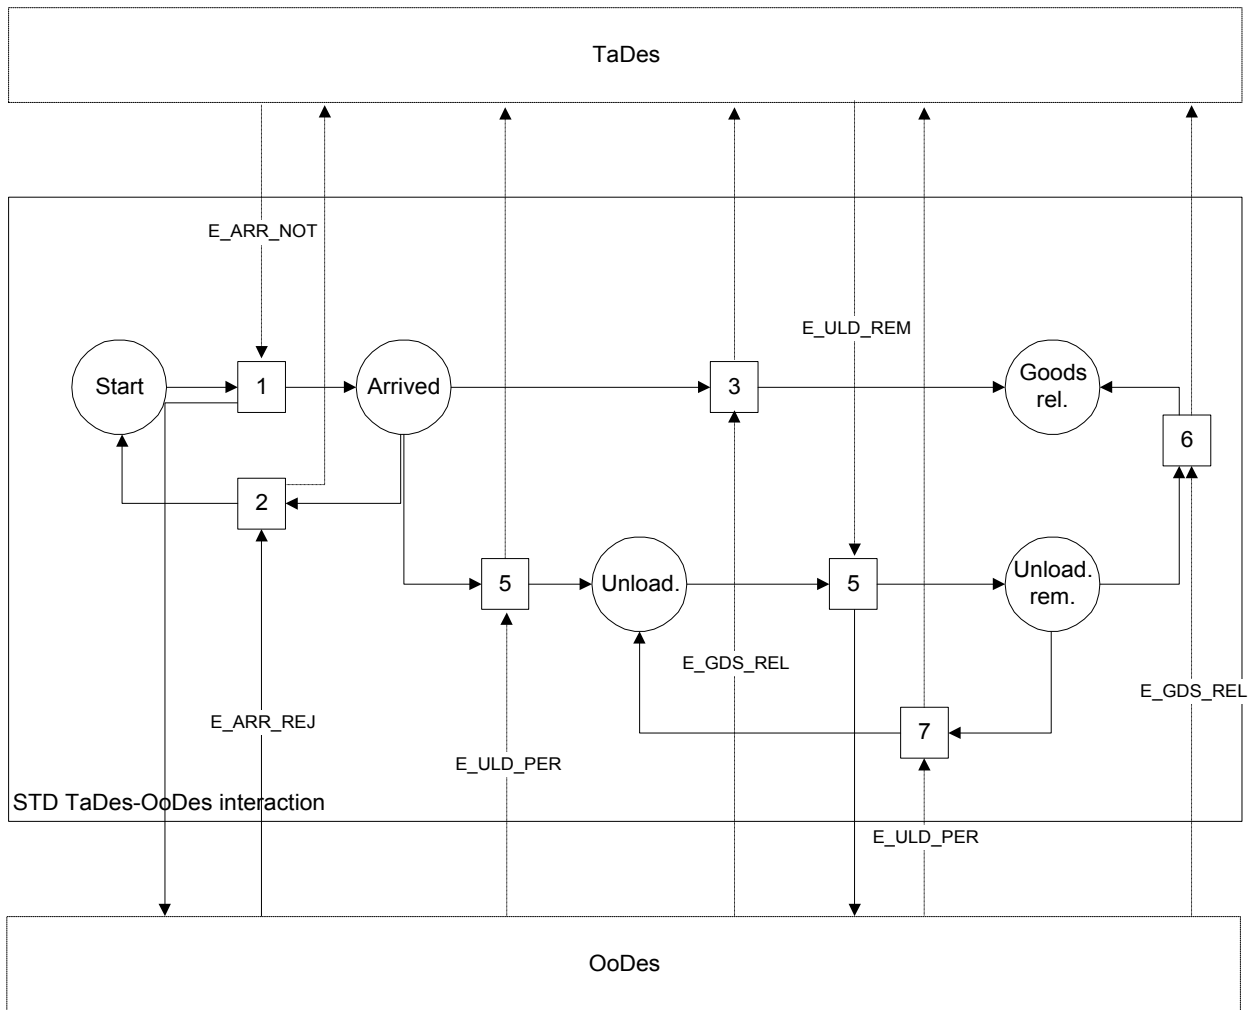 TaDes
E_ARR_NOT
E_ULD_REM
Start
1
Arrived
3
Goods
rel.
6
2
5
Unload.
5
Unload.
rem.
E_GDS_REL
E_GDS_REL
E_ARR_REJ
7
E_ULD_PER
STD TaDes-OoDes interaction
E_ULD_PER
OoDes